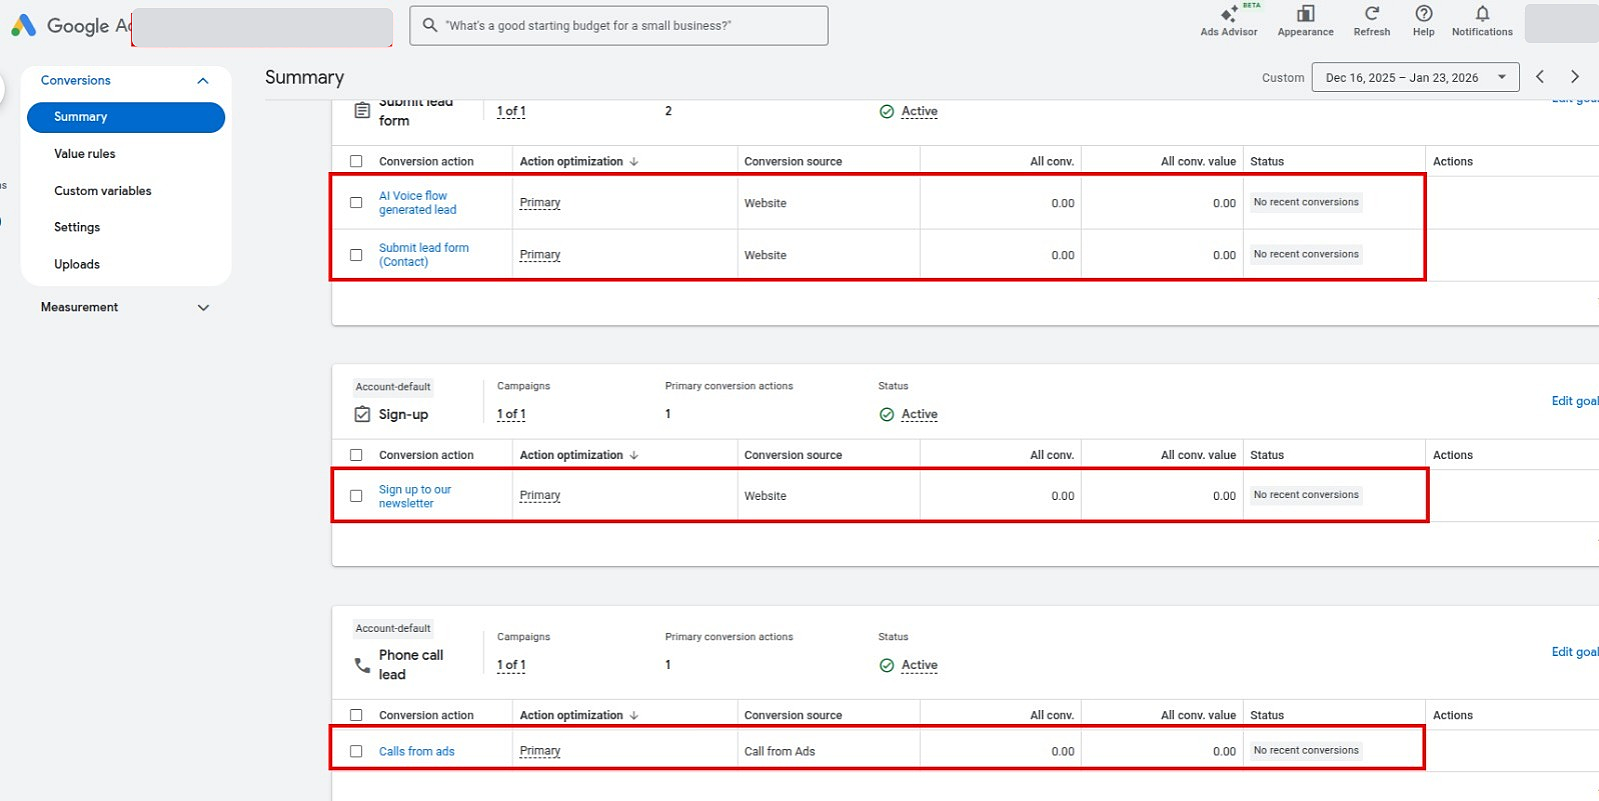 Google Ad
"What's a good starting budget for a small business?"
BETA
Ads Advisor
Appearance
Refresh
Help
Notifications
Conversions
Summary
Value rules
Custom variables
Settings
Uploads
Measurement
Summary
Custom
Dec 16, 2025 – Jan 23, 2026
Submit lead
form
1 of 1
2
Active
Edit goal
Conversion action Action optimization Conversion source All conv. All conv. value Status Actions
AI Voice flow
generated lead
Primary Website 0.00 0.00 No recent conversions
Submit lead form
(Contact)
Primary Website 0.00 0.00 No recent conversions
Account-default
Sign-up
Campaigns
1 of 1
Primary conversion actions
1
Status
Active
Edit goal
Conversion action Action optimization Conversion source All conv. All conv. value Status Actions
Sign up to our
newsletter
Primary Website 0.00 0.00 No recent conversions
Account-default
Phone call
lead
Campaigns
1 of 1
Primary conversion actions
1
Status
Active
Edit goal
Conversion action Action optimization Conversion source All conv. All conv. value Status Actions
Calls from ads Primary Call from Ads 0.00 0.00 No recent conversions